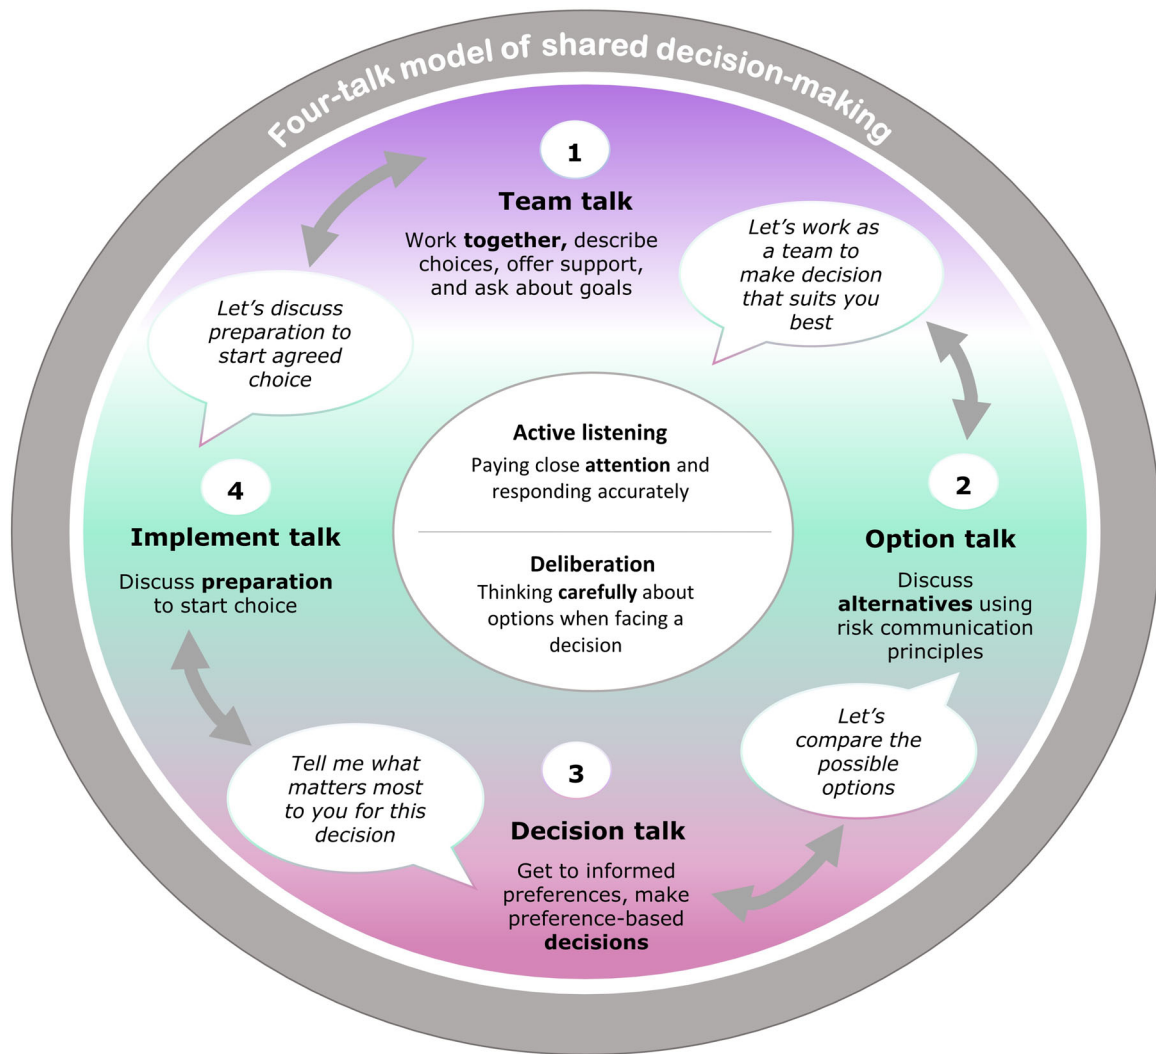 Four-talk model of shared decision-making
1
Team talk
Work together, describe
choices, offer support,
and ask about goals
Let’s work as
a team to
make decision
that suits you
best
2
Option talk
Discuss
alternatives using
risk communication
principles
Let’s
compare the
possible
options
3
Decision talk
Get to informed
preferences, make
preference-based
decisions
Tell me what
matters most
to you for this
decision
4
Implement talk
Discuss preparation
to start choice
Let’s discuss
preparation to
start agreed
choice
Active listening
Paying close attention and
responding accurately
Deliberation
Thinking carefully about
options when facing a
decision